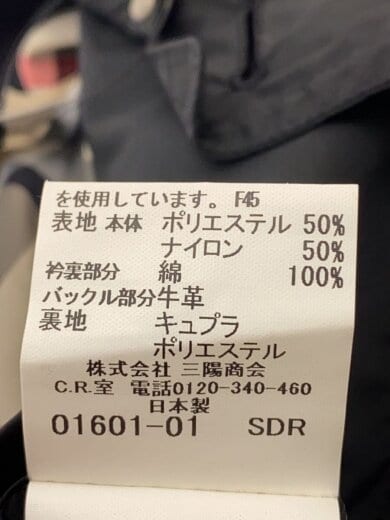 を使用しています。 F45
表地 本体 ポリエステル 50%
ナイロン 50%
衿裏部分 綿 100%
バックル部分牛革
裏地 キュプラ
ポリエステル
株式会社 三陽商会
C.R.室 電話0120-340-460
日本製
01601-01 SDR